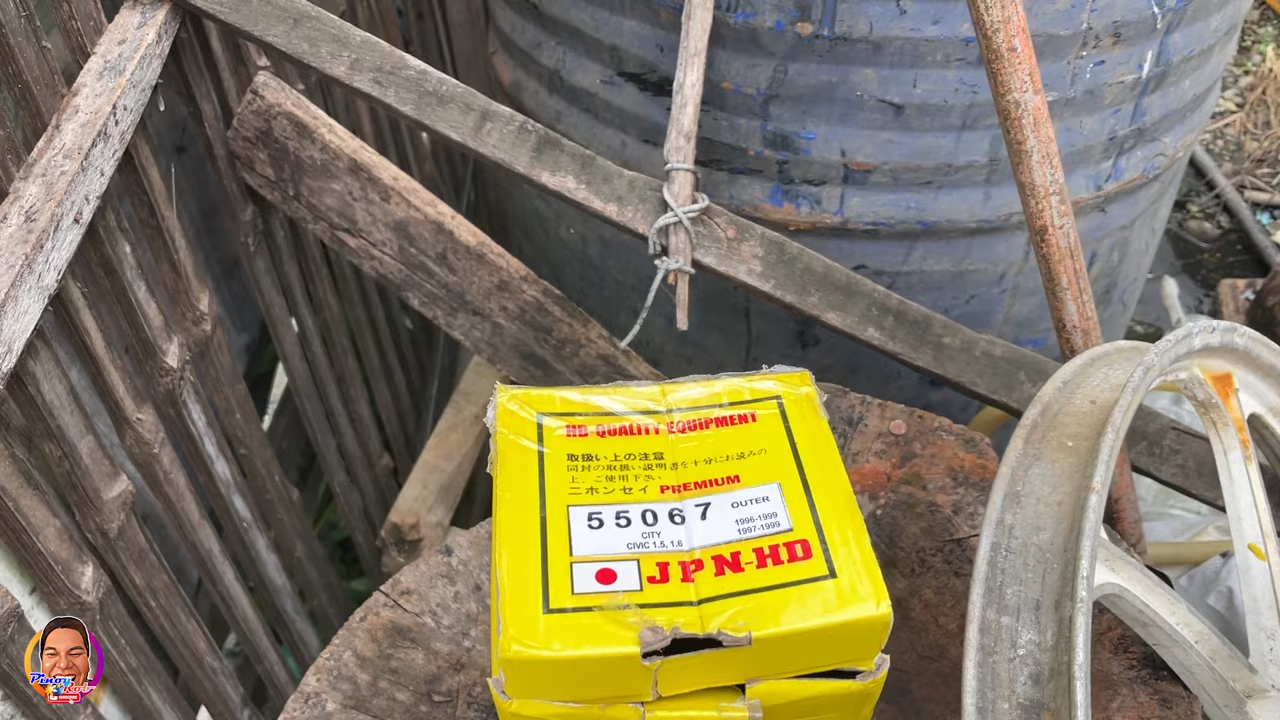 HD-QUALITY EQUIPMENT
取扱い上の注意
同封の取扱い説明書を十分にお読みの
上、ご使用下さい
ニホンセイ PREMIUM
55067 OUTER
CITY 1996-1999
CIVIC 1.5, 1.6 1997-1999
JPN-HD
Pinoy
Rob